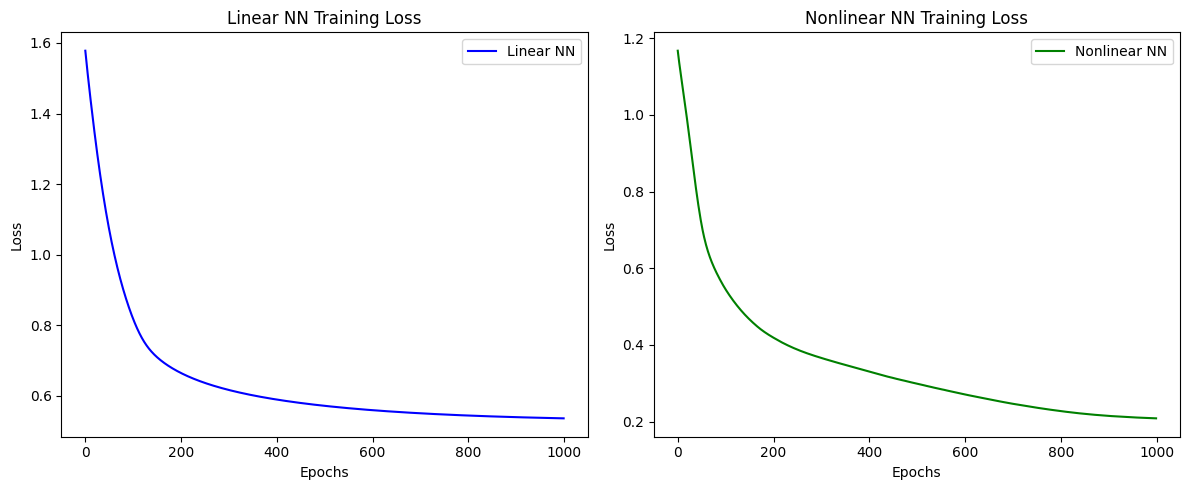 Linear NN Training Loss
Linear NN
1.6
1.4
1.2
1.0
0.8
0.6
Loss
0 200 400 600 800 1000
Epochs
Nonlinear NN Training Loss
Nonlinear NN
1.2
1.0
0.8
0.6
0.4
0.2
Loss
0 200 400 600 800 1000
Epochs